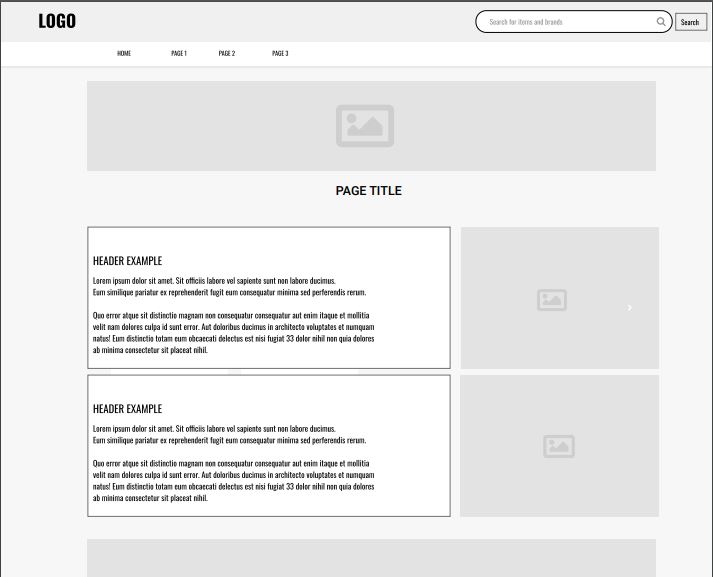 LOGO
Search for items and brands
Search
HOME
PAGE 1
PAGE 2
PAGE 3
PAGE TITLE
HEADER EXAMPLE
Lorem ipsum dolor sit amet. Sit officiis labore vel sapiente sunt non labore ducimus.
Eum similique pariatur ex reprehenderit fugit eum consequatur minima sed perferendis rerum.
Quo error atque sit distinctio magnam non consequatur consequatur aut enim itaque et mollitia
velit nam dolores culpa id sunt error. Aut doloribus ducimus in architecto voluptates et numquam
natus! Eum distinctio totam eum obcaecati delectus est nisi fugiat 33 dolor nihil non quia dolores
ab minima consectetur sit placeat nihil.
HEADER EXAMPLE
Lorem ipsum dolor sit amet. Sit officiis labore vel sapiente sunt non labore ducimus.
Eum similique pariatur ex reprehenderit fugit eum consequatur minima sed perferendis rerum.
Quo error atque sit distinctio magnam non consequatur consequatur aut enim itaque et mollitia
velit nam dolores culpa id sunt error. Aut doloribus ducimus in architecto voluptates et numquam
natus! Eum distinctio totam eum obcaecati delectus est nisi fugiat 33 dolor nihil non quia dolores
ab minima consectetur sit placeat nihil.